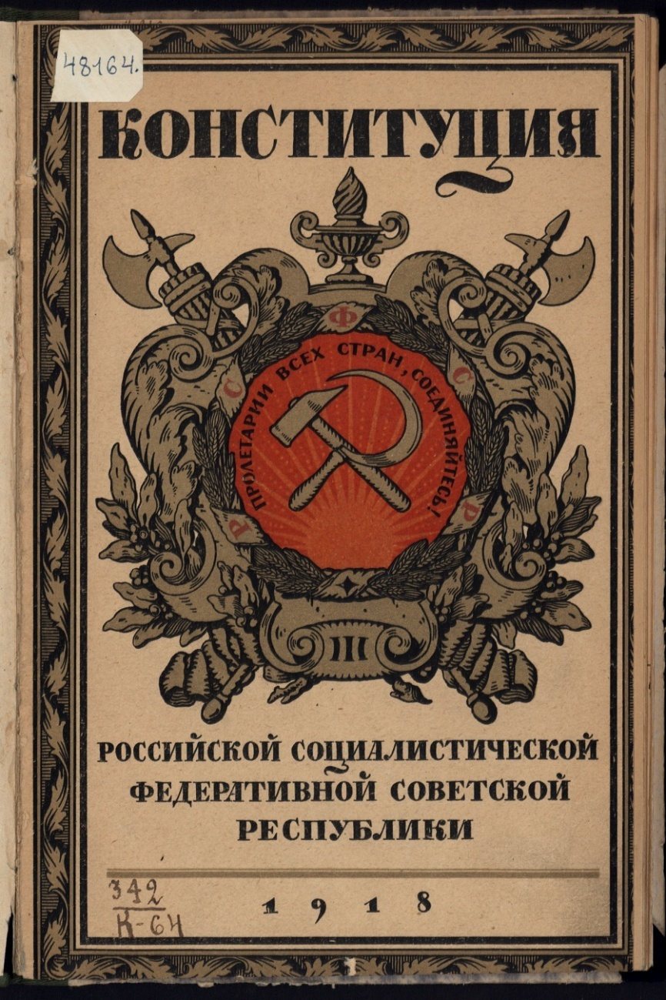 48164.
КОНСТИТУЦИЯ
Р
С
Ф
С
Р
ПРОЛЕТАРИИ ВСЕХ СТРАН, СОЕДИНЯЙТЕСЬ!
III
РОССИЙСКОЙ СОЦИАЛИСТИЧЕСКОЙ
ФЕДЕРАТИВНОЙ СОВЕТСКОЙ
РЕСПУБЛИКИ
342
К-64
1918